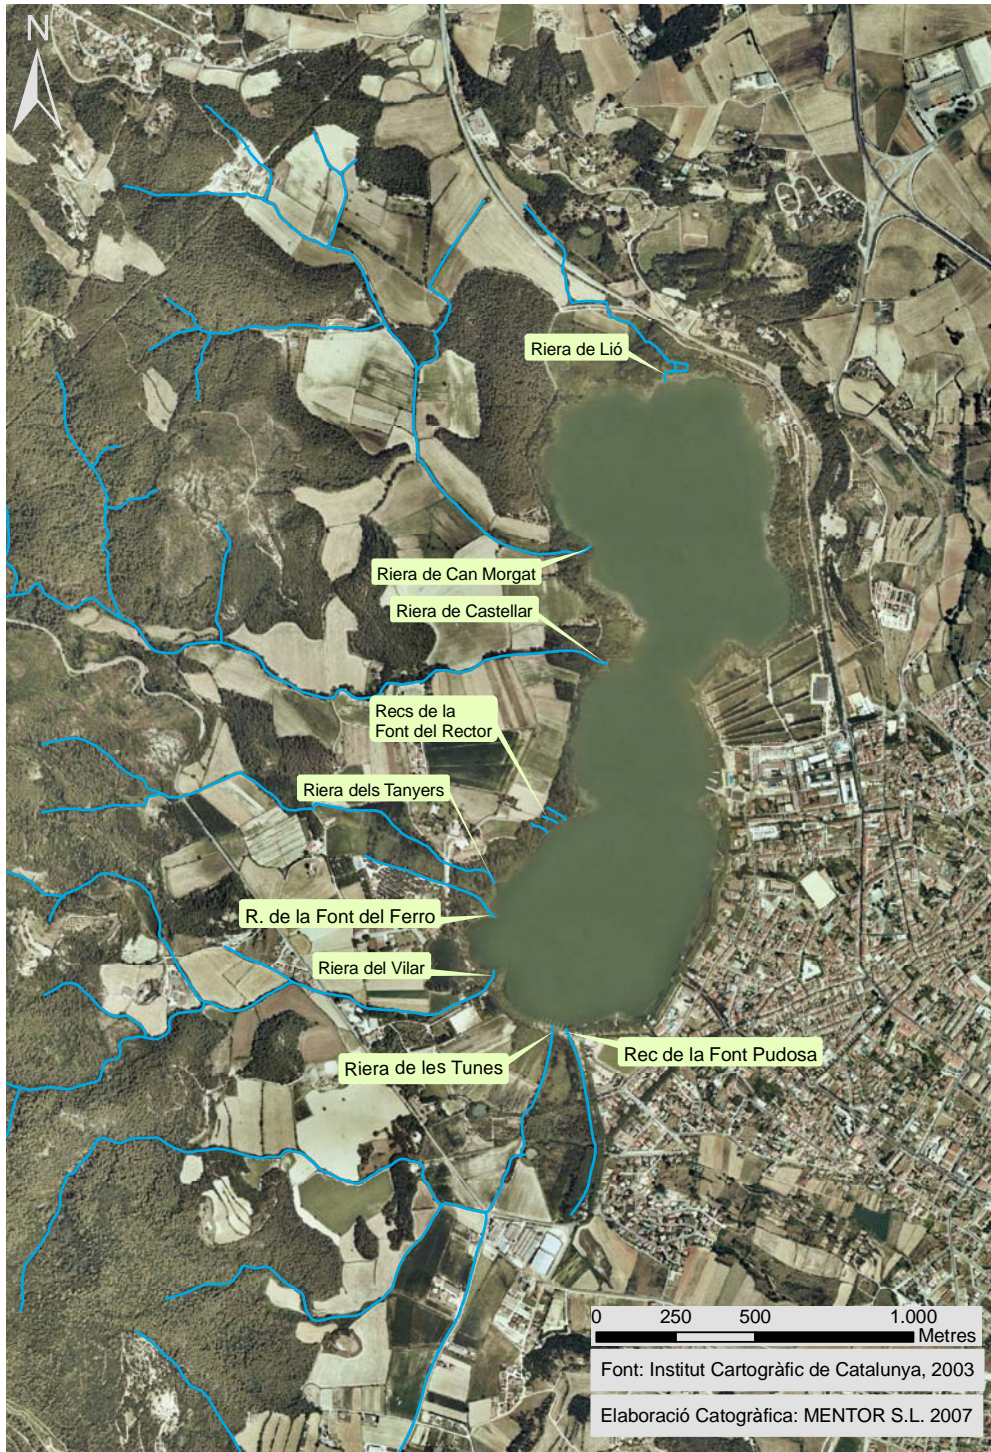 N
Riera de Lió
Riera de Can Morgat
Riera de Castellar
Recs de la
Font del Rector
Riera dels Tanyers
R. de la Font del Ferro
Riera del Vilar
Riera de les Tunes
Rec de la Font Pudosa
0 250 500 1.000
Metres
Font: Institut Cartogràfic de Catalunya, 2003
Elaboració Catogràfica: MENTOR S.L. 2007